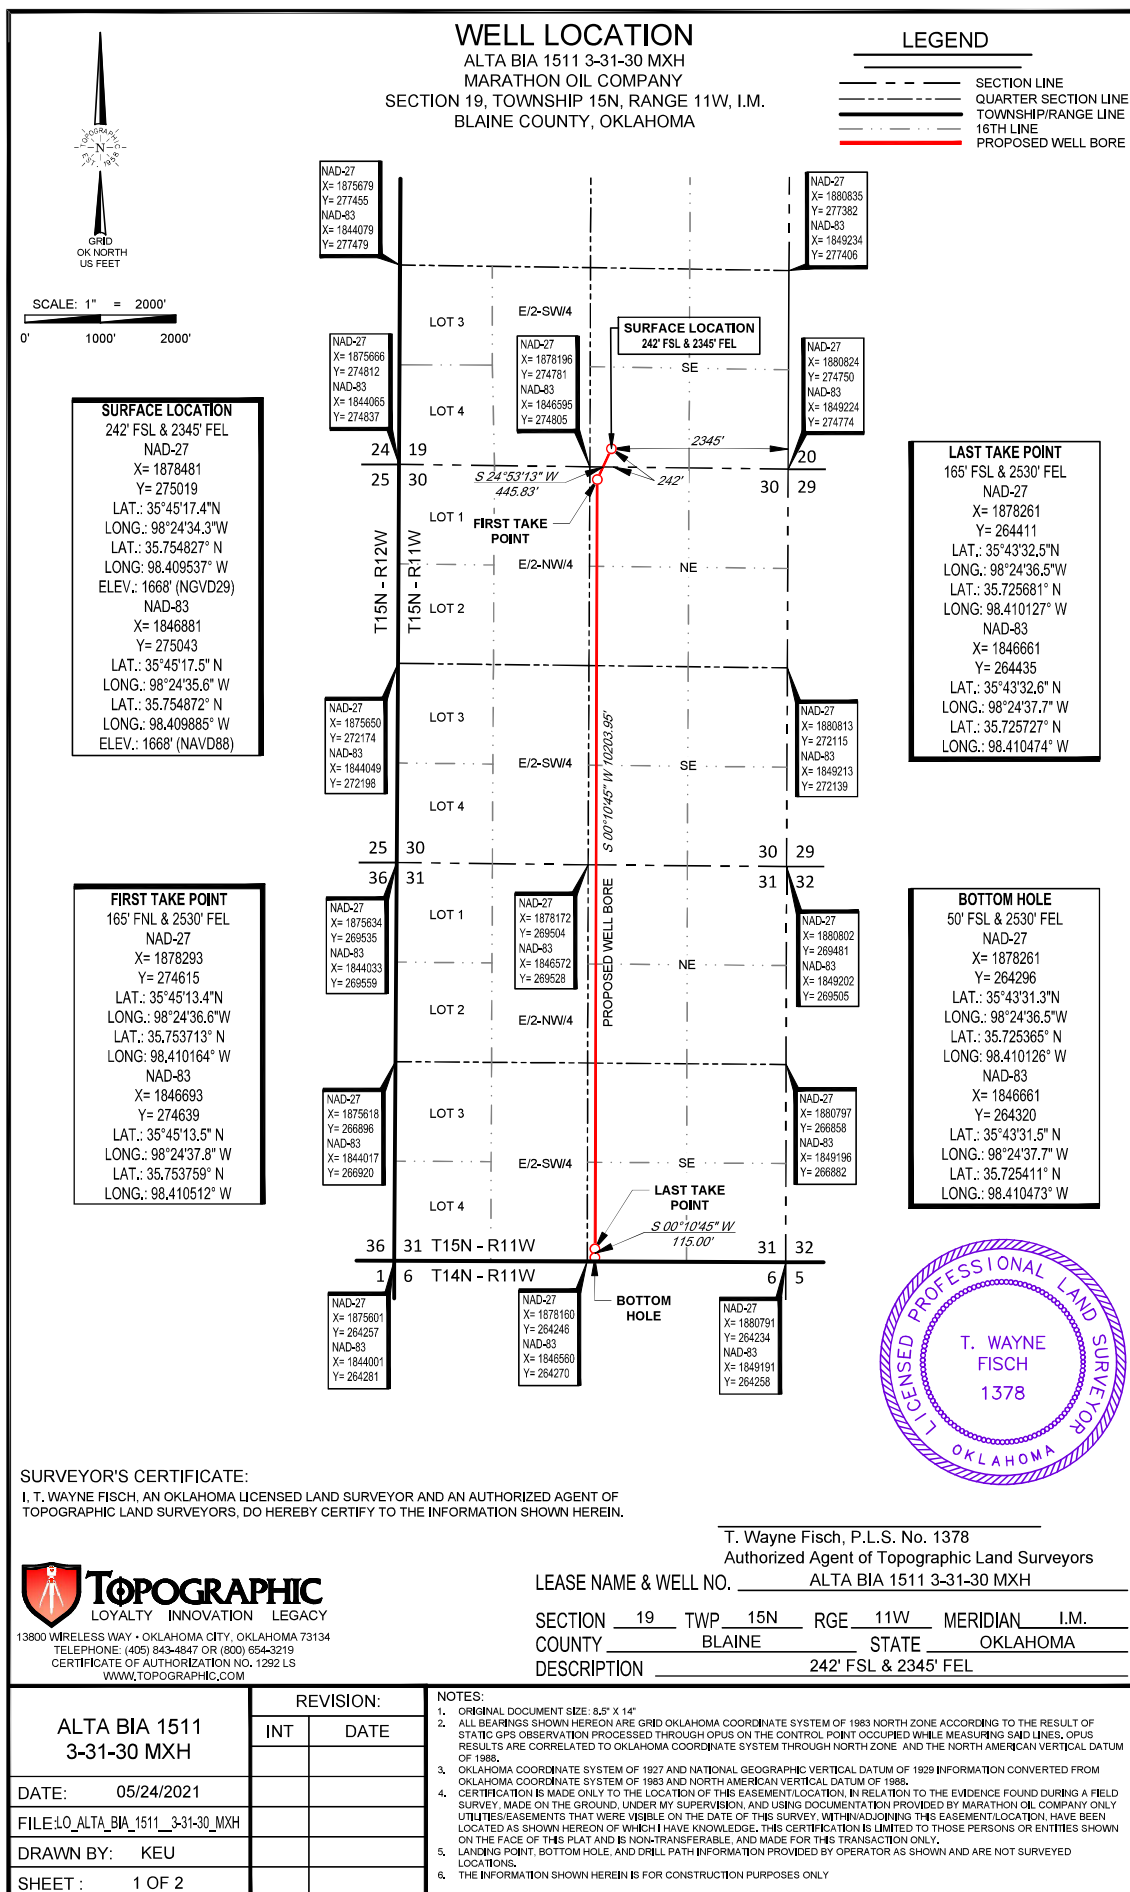 WELL LOCATION
ALTA BIA 1511 3-31-30 MXH
MARATHON OIL COMPANY
SECTION 19, TOWNSHIP 15N, RANGE 11W, I.M.
BLAINE COUNTY, OKLAHOMA
LEGEND
SECTION LINE
QUARTER SECTION LINE
TOWNSHIP/RANGE LINE
16TH LINE
PROPOSED WELL BORE
TOPOGRAPHIC
N
EST. 1958
GRID
OK NORTH
US FEET
SCALE: 1" = 2000'
0' 1000' 2000'
NAD-27
X= 1875679
Y= 277455
NAD-83
X= 1844079
Y= 277479
NAD-27
X= 1880835
Y= 277382
NAD-83
X= 1849234
Y= 277406
LOT 3
E/2-SW/4
SURFACE LOCATION
242' FSL & 2345' FEL
NAD-27
X= 1875666
Y= 274812
NAD-83
X= 1844065
Y= 274837
NAD-27
X= 1878196
Y= 274781
NAD-83
X= 1846595
Y= 274805
NAD-27
X= 1880824
Y= 274750
NAD-83
X= 1849224
Y= 274774
SE
LOT 4
2345'
24 19
20
25 30
30 29
S 24°53'13" W
445.83'
242'
LOT 1
FIRST TAKE
POINT
T15N - R12W
T15N - R11W
E/2-NW/4
NE
LOT 2
SURFACE LOCATION
242' FSL & 2345' FEL
NAD-27
X= 1878481
Y= 275019
LAT.: 35°45'17.4"N
LONG.: 98°24'34.3"W
LAT.: 35.754827° N
LONG: 98.409537° W
ELEV.: 1668' (NGVD29)
NAD-83
X= 1846881
Y= 275043
LAT.: 35°45'17.5" N
LONG.: 98°24'35.6" W
LAT.: 35.754872° N
LONG.: 98.409885° W
ELEV.: 1668' (NAVD88)
LAST TAKE POINT
165' FSL & 2530' FEL
NAD-27
X= 1878261
Y= 264411
LAT.: 35°43'32.5"N
LONG.: 98°24'36.5"W
LAT.: 35.725681° N
LONG: 98.410127° W
NAD-83
X= 1846661
Y= 264435
LAT.: 35°43'32.6" N
LONG.: 98°24'37.7" W
LAT.: 35.725727° N
LONG.: 98.410474° W
NAD-27
X= 1875650
Y= 272174
NAD-83
X= 1844049
Y= 272198
NAD-27
X= 1880813
Y= 272115
NAD-83
X= 1849213
Y= 272139
LOT 3
E/2-SW/4
SE
LOT 4
S 00°10'45" W 10203.95'
PROPOSED WELL BORE
25 30
30 29
36 31
31 32
NAD-27
X= 1875634
Y= 269535
NAD-83
X= 1844033
Y= 269559
NAD-27
X= 1878172
Y= 269504
NAD-83
X= 1846572
Y= 269528
NAD-27
X= 1880802
Y= 269481
NAD-83
X= 1849202
Y= 269505
LOT 1
NE
LOT 2
E/2-NW/4
FIRST TAKE POINT
165' FNL & 2530' FEL
NAD-27
X= 1878293
Y= 274615
LAT.: 35°45'13.4"N
LONG.: 98°24'36.6"W
LAT.: 35.753713° N
LONG: 98.410164° W
NAD-83
X= 1846693
Y= 274639
LAT.: 35°45'13.5" N
LONG.: 98°24'37.8" W
LAT.: 35.753759° N
LONG.: 98.410512° W
BOTTOM HOLE
50' FSL & 2530' FEL
NAD-27
X= 1878261
Y= 264296
LAT.: 35°43'31.3"N
LONG.: 98°24'36.5"W
LAT.: 35.725365° N
LONG: 98.410126° W
NAD-83
X= 1846661
Y= 264320
LAT.: 35°43'31.5" N
LONG.: 98°24'37.7" W
LAT.: 35.725411° N
LONG.: 98.410473° W
NAD-27
X= 1875618
Y= 266896
NAD-83
X= 1844017
Y= 266920
NAD-27
X= 1880797
Y= 266858
NAD-83
X= 1849196
Y= 266882
LOT 3
E/2-SW/4
SE
LOT 4
LAST TAKE
POINT
S 00°10'45" W
115.00'
36 31 T15N - R11W
31 32
1 6 T14N - R11W
6 5
BOTTOM
HOLE
NAD-27
X= 1875601
Y= 264257
NAD-83
X= 1844001
Y= 264281
NAD-27
X= 1878160
Y= 264246
NAD-83
X= 1846560
Y= 264270
NAD-27
X= 1880791
Y= 264234
NAD-83
X= 1849191
Y= 264258
LICENSED PROFESSIONAL LAND SURVEYOR
T. WAYNE
FISCH
1378
OKLAHOMA
SURVEYOR'S CERTIFICATE:
I, T. WAYNE FISCH, AN OKLAHOMA LICENSED LAND SURVEYOR AND AN AUTHORIZED AGENT OF
TOPOGRAPHIC LAND SURVEYORS, DO HEREBY CERTIFY TO THE INFORMATION SHOWN HEREIN.
T. Wayne Fisch, P.L.S. No. 1378
Authorized Agent of Topographic Land Surveyors
TOPOGRAPHIC
LOYALTY INNOVATION LEGACY
13800 WIRELESS WAY • OKLAHOMA CITY, OKLAHOMA 73134
TELEPHONE: (405) 843-4847 OR (800) 654-3219
CERTIFICATE OF AUTHORIZATION NO. 1292 LS
WWW.TOPOGRAPHIC.COM
LEASE NAME & WELL NO. ALTA BIA 1511 3-31-30 MXH
SECTION 19 TWP 15N RGE 11W MERIDIAN I.M.
COUNTY BLAINE STATE OKLAHOMA
DESCRIPTION 242' FSL & 2345' FEL
ALTA BIA 1511
3-31-30 MXH
REVISION:
INT DATE
DATE: 05/24/2021
FILE:LO_ALTA_BIA_1511__3-31-30_MXH
DRAWN BY: KEU
SHEET : 1 OF 2
NOTES:
1. ORIGINAL DOCUMENT SIZE: 8.5" X 14"
2. ALL BEARINGS SHOWN HEREON ARE GRID OKLAHOMA COORDINATE SYSTEM OF 1983 NORTH ZONE ACCORDING TO THE RESULT OF
STATIC GPS OBSERVATION PROCESSED THROUGH OPUS ON THE CONTROL POINT OCCUPIED WHILE MEASURING SAID LINES. OPUS
RESULTS ARE CORRELATED TO OKLAHOMA COORDINATE SYSTEM THROUGH NORTH ZONE AND THE NORTH AMERICAN VERTICAL DATUM
OF 1988.
3. OKLAHOMA COORDINATE SYSTEM OF 1927 AND NATIONAL GEOGRAPHIC VERTICAL DATUM OF 1929 INFORMATION CONVERTED FROM
OKLAHOMA COORDINATE SYSTEM OF 1983 AND NORTH AMERICAN VERTICAL DATUM OF 1988.
4. CERTIFICATION IS MADE ONLY TO THE LOCATION OF THIS EASEMENT/LOCATION, IN RELATION TO THE EVIDENCE FOUND DURING A FIELD
SURVEY, MADE ON THE GROUND, UNDER MY SUPERVISION, AND USING DOCUMENTATION PROVIDED BY MARATHON OIL COMPANY ONLY
UTILITIES/EASEMENTS THAT WERE VISIBLE ON THE DATE OF THIS SURVEY, WITHIN/ADJOINING THIS EASEMENT/LOCATION, HAVE BEEN
LOCATED AS SHOWN HEREON OF WHICH I HAVE KNOWLEDGE. THIS CERTIFICATION IS LIMITED TO THOSE PERSONS OR ENTITIES SHOWN
ON THE FACE OF THIS PLAT AND IS NON-TRANSFERABLE, AND MADE FOR THIS TRANSACTION ONLY.
5. LANDING POINT, BOTTOM HOLE, AND DRILL PATH INFORMATION PROVIDED BY OPERATOR AS SHOWN AND ARE NOT SURVEYED
LOCATIONS.
6. THE INFORMATION SHOWN HEREIN IS FOR CONSTRUCTION PURPOSES ONLY